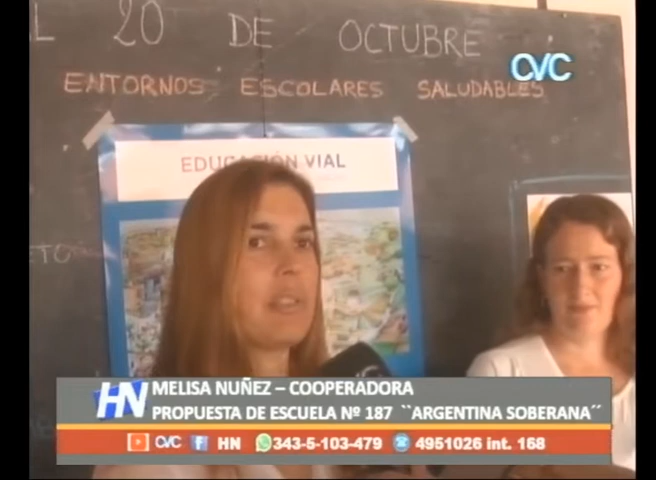 L 20 DE OCTUBRE
CVC
ENTORNOS ESCOLARES SALUDABLES
EDUCACIÓN VIAL
HN
MELISA NUÑEZ – COOPERADORA
PROPUESTA DE ESCUELA Nº 187 ``ARGENTINA SOBERANA´´
CVC f HN 343-5-103-479 4951026 int. 168